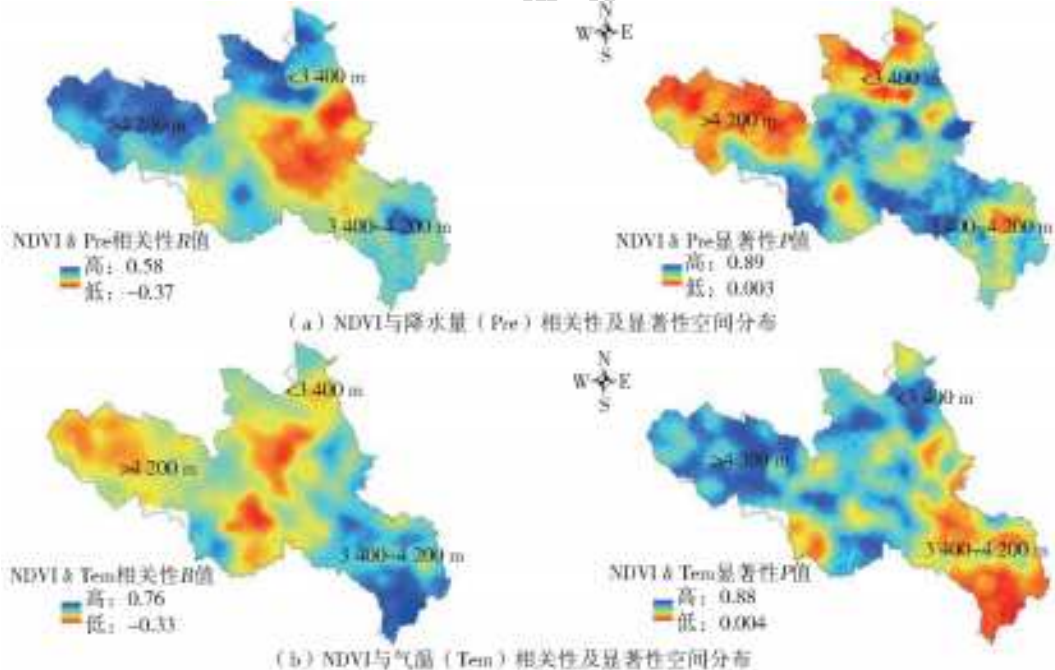 N
W E
S
<3 400 m
>4 200 m
3 400~4 200 m
NDVI & Pre相关性R值
高：0.58
低：-0.37
<3 400 m
>4 200 m
3 400~4 200 m
NDVI & Pre显著性P值
高：0.89
低：0.003
（a）NDVI与降水量（Pre）相关性及显著性空间分布
N
W E
S
<3 400 m
>4 200 m
3 400~4 200 m
NDVI & Tem相关性R值
高：0.76
低：-0.33
<3 400 m
>4 200 m
3 400~4 200 m
NDVI & Tem显著性P值
高：0.88
低：0.004
（b）NDVI与气温（Tem）相关性及显著性空间分布